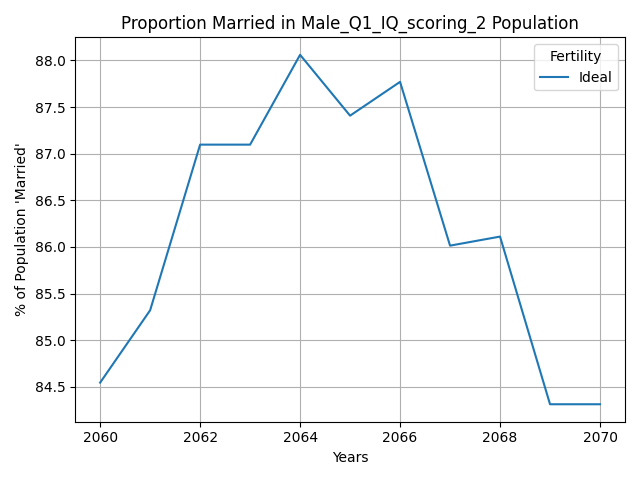 Proportion Married in Male_Q1_IQ_scoring_2 Population
Fertility
Ideal
% of Population 'Married'
88.0
87.5
87.0
86.5
86.0
85.5
85.0
84.5
2060
2062
2064
2066
2068
2070
Years